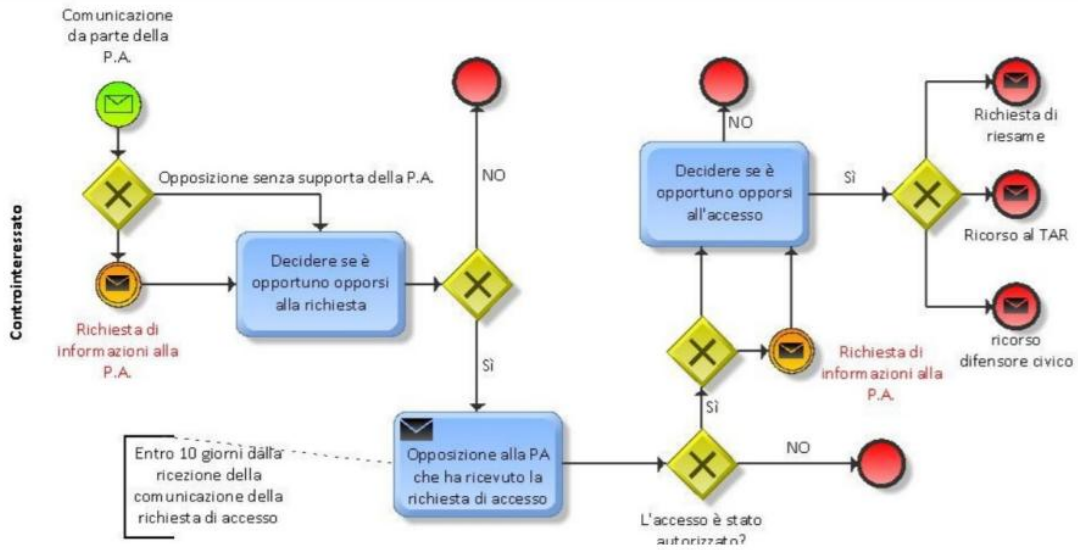 Comunicazione
da parte della
P.A.
Opposizione senza supporta della P.A.
NO
Decidere se è
opportuno opporsi
alla richiesta
Controinteressato
Richiesta di
informazioni alla
P.A.
Sì
Entro 10 giorni dalla
ricezione della
comunicazione della
richiesta di accesso
Opposizione alla PA
che ha ricevuto la
richiesta di accesso
NO
Decidere se è
opportuno opporsi
all'accesso
Sì
Richiesta di
riesame
Ricorso al TAR
ricorso
difensore civico
Richiesta di
informazioni alla
P.A.
Sì
NO
L'accesso è stato
autorizzato?